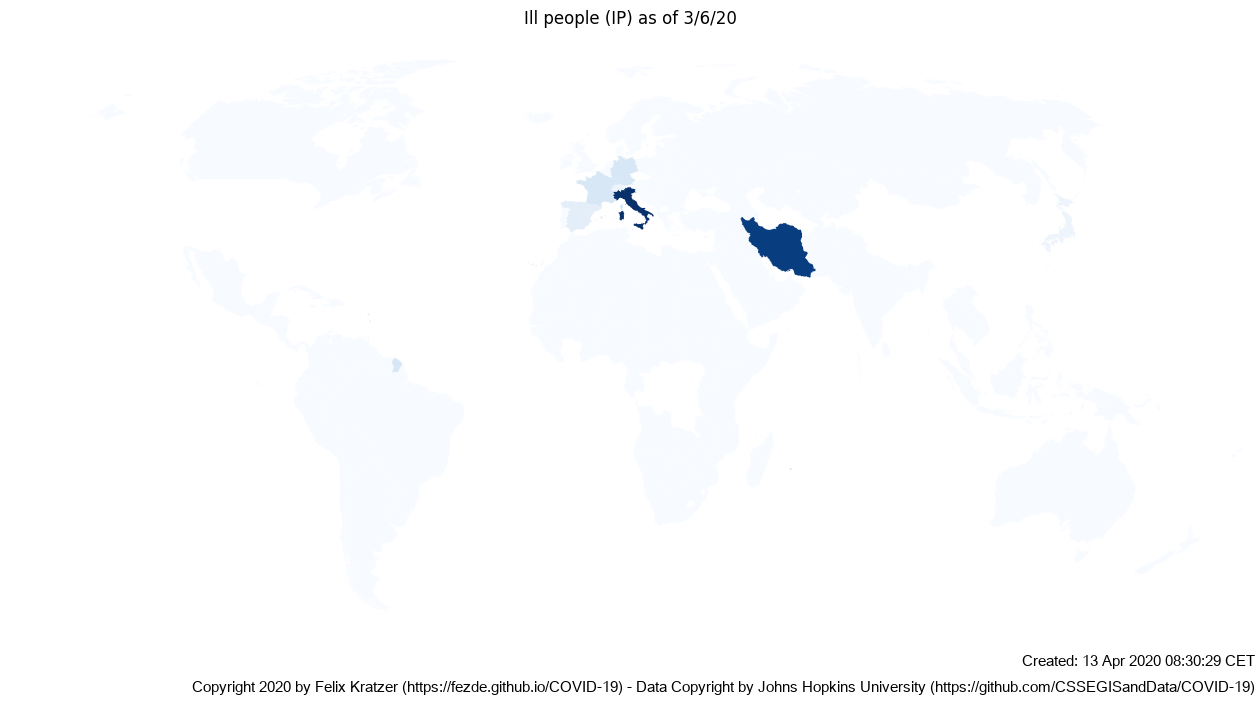 Ill people (IP) as of 3/6/20
Created: 13 Apr 2020 08:30:29 CET
Copyright 2020 by Felix Kratzer (https://fezde.github.io/COVID-19) - Data Copyright by Johns Hopkins University (https://github.com/CSSEGISandData/COVID-19)